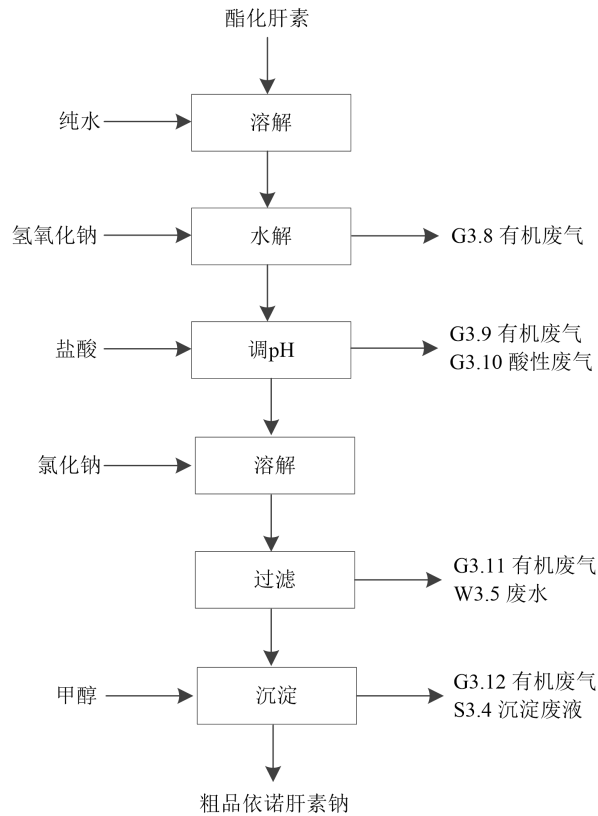 酯化肝素
纯水
溶解
氢氧化钠
水解
G3.8 有机废气
盐酸
调pH
G3.9 有机废气
G3.10 酸性废气
氯化钠
溶解
过滤
G3.11 有机废气
W3.5 废水
甲醇
沉淀
G3.12 有机废气
S3.4 沉淀废液
粗品依诺肝素钠